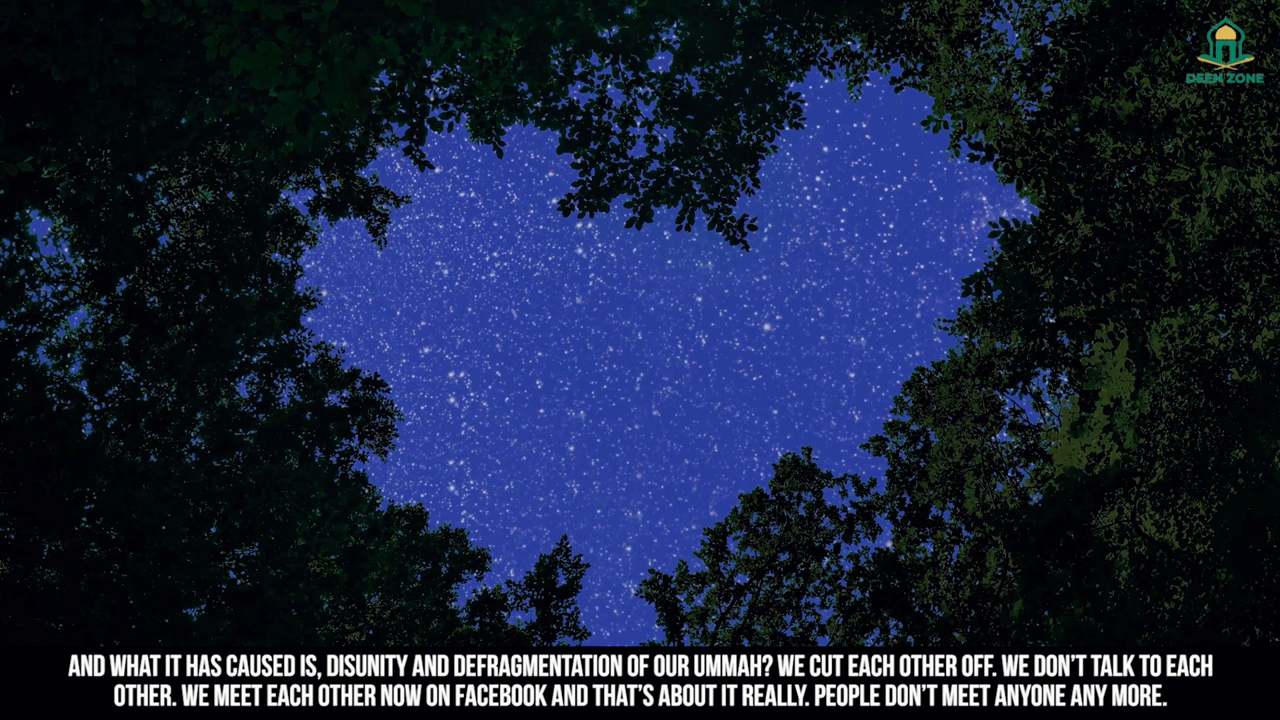 DEEN ZONE
AND WHAT IT HAS CAUSED IS, DISUNITY AND DEFRAGMENTATION OF OUR UMMAH? WE CUT EACH OTHER OFF. WE DON'T TALK TO EACH
OTHER. WE MEET EACH OTHER NOW ON FACEBOOK AND THAT'S ABOUT IT REALLY. PEOPLE DON'T MEET ANYONE ANY MORE.